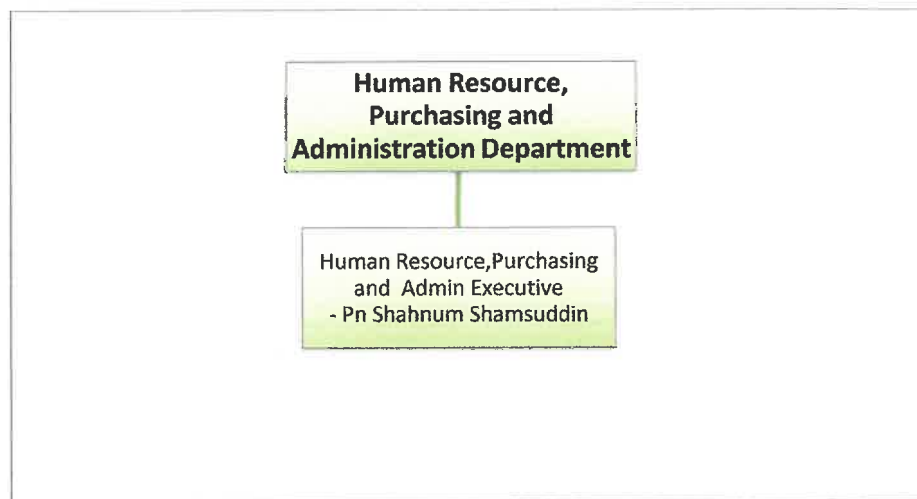 Human Resource,
Purchasing and
Administration Department
Human Resource,Purchasing
and Admin Executive
- Pn Shahnum Shamsuddin